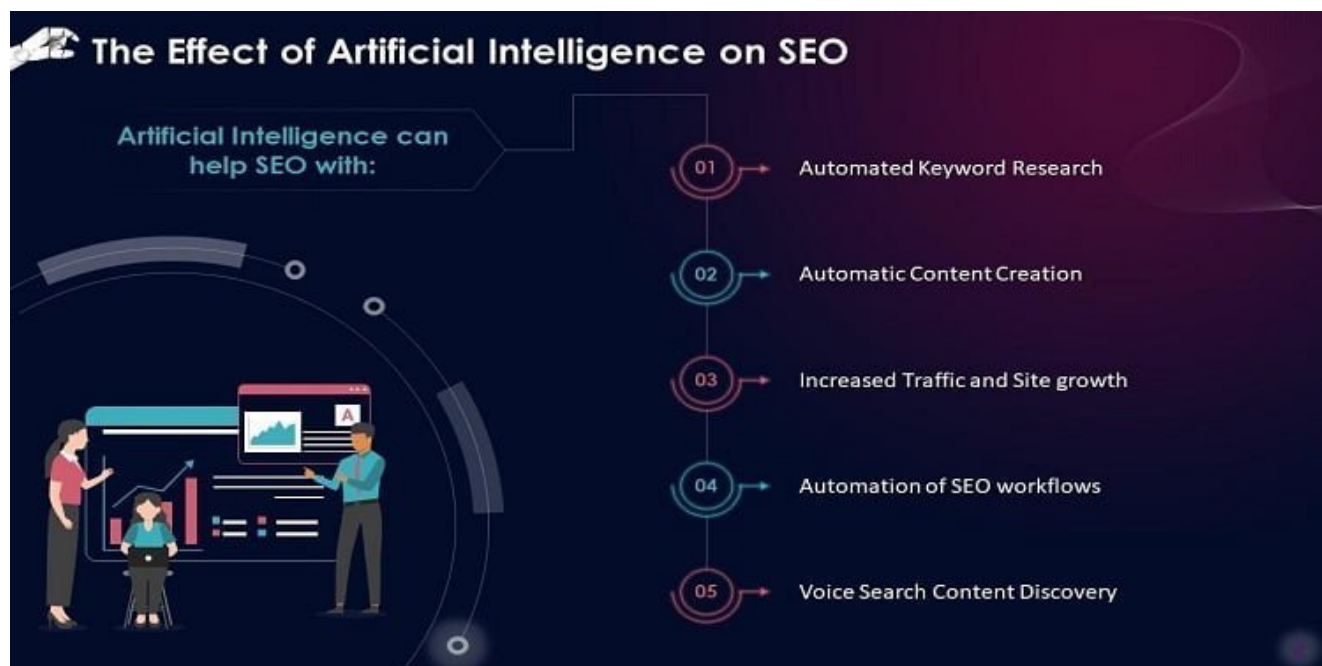 The Effect of Artificial Intelligence on SEO
Artificial Intelligence can
help SEO with:
01
Automated Keyword Research
02
Automatic Content Creation
03
Increased Traffic and Site growth
04
Automation of SEO workflows
05
Voice Search Content Discovery
A